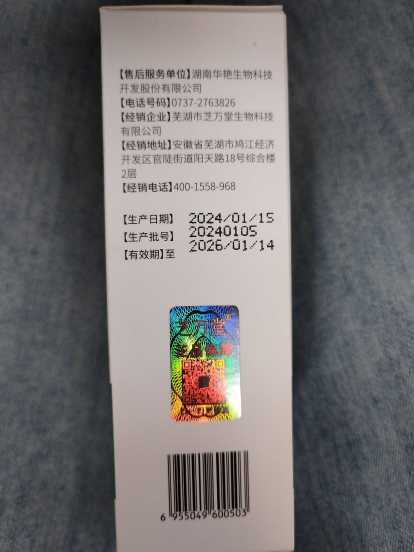 【售后服务单位】湖南华艳生物科技
开发股份有限公司
【电话号码】0737-2763826
【经销企业】芜湖市芝万堂生物科技
有限公司
【经销地址】安徽省芜湖市鸠江经济
开发区官陡街道阳天路18号综合楼
2层
【经销电话】400-1558-968
【生产日期】 2024/01/15
【生产批号】 20240105
【有效期】至 2026/01/14
芝万堂
6 955049 600503